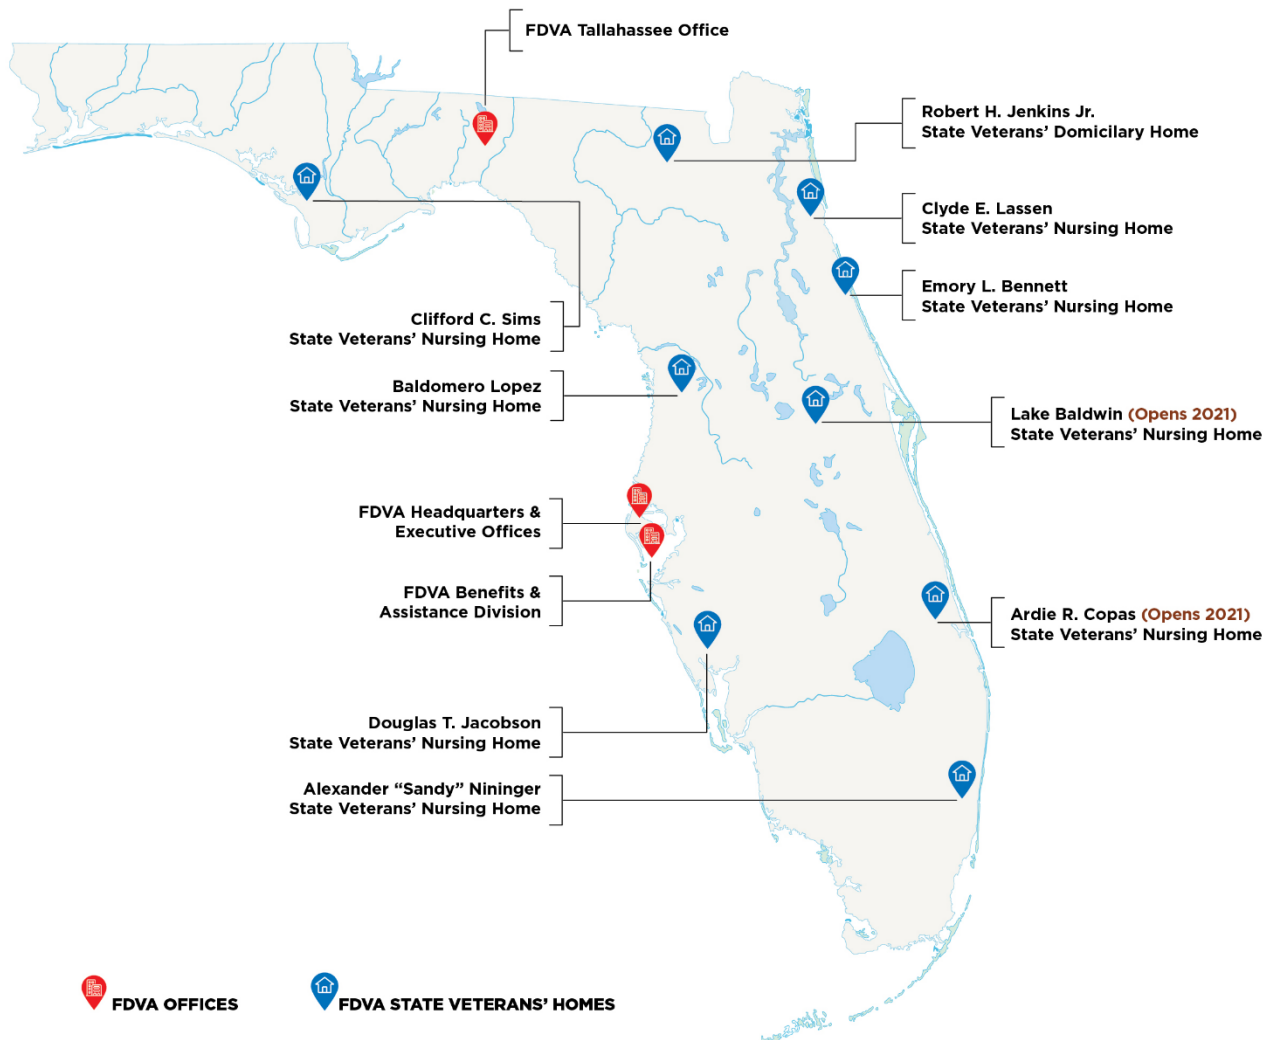 FDVA Tallahassee Office
Robert H. Jenkins Jr.
State Veterans' Domicilary Home
Clyde E. Lassen
State Veterans' Nursing Home
Emory L. Bennett
State Veterans' Nursing Home
Clifford C. Sims
State Veterans' Nursing Home
Baldomero Lopez
State Veterans' Nursing Home
Lake Baldwin (Opens 2021)
State Veterans' Nursing Home
FDVA Headquarters &
Executive Offices
FDVA Benefits &
Assistance Division
Ardie R. Copas (Opens 2021)
State Veterans' Nursing Home
Douglas T. Jacobson
State Veterans' Nursing Home
Alexander “Sandy” Nininger
State Veterans' Nursing Home
FDVA OFFICES
FDVA STATE VETERANS' HOMES